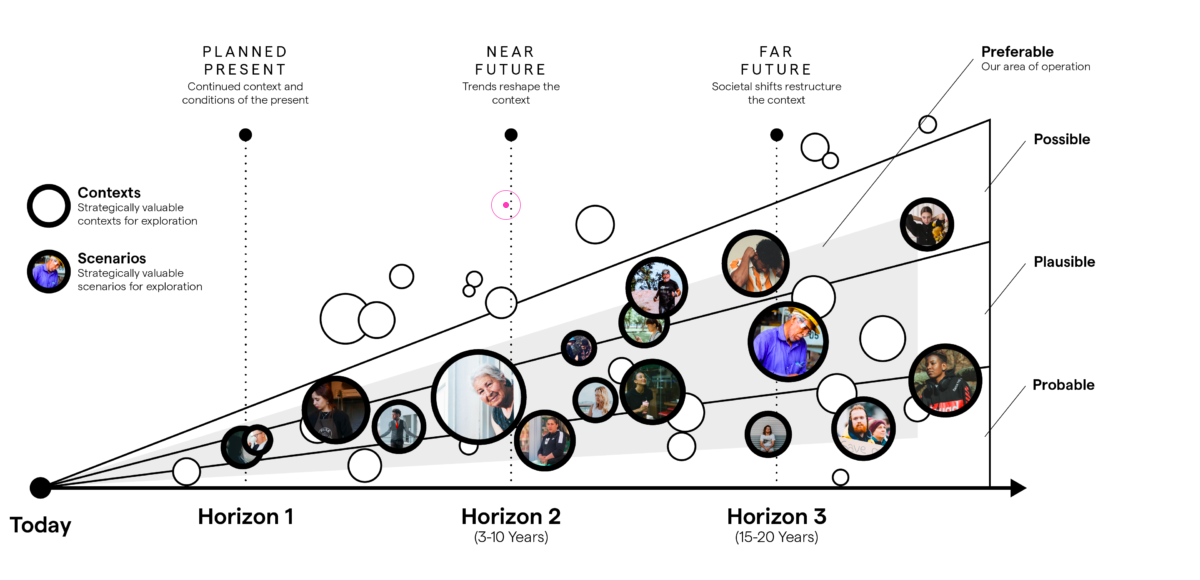 PLANNED
PRESENT
Continued context and
conditions of the present
NEAR
FUTURE
Trends reshape the
context
FAR
FUTURE
Societal shifts restructure
the context
Preferable
Our area of operation
Possible
Contexts
Strategically valuable
contexts for exploration
Scenarios
Strategically valuable
scenarios for exploration
Plausible
Probable
Today
Horizon 1
Horizon 2
(3-10 Years)
Horizon 3
(15-20 Years)